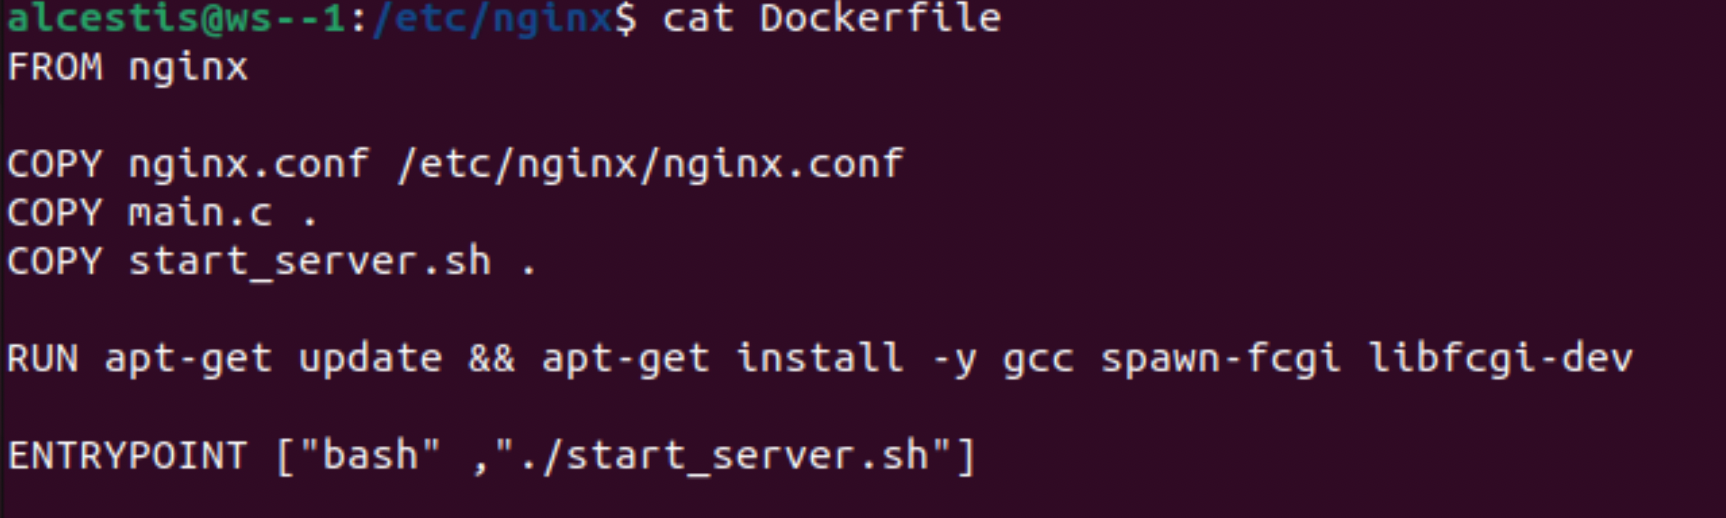 alcestis@ws--1:/etc/nginx$ cat Dockerfile
FROM nginx
COPY nginx.conf /etc/nginx/nginx.conf
COPY main.c .
COPY start_server.sh .
RUN apt-get update && apt-get install -y gcc spawn-fcgi libfcgi-dev
ENTRYPOINT ["bash" ,"./start_server.sh"]